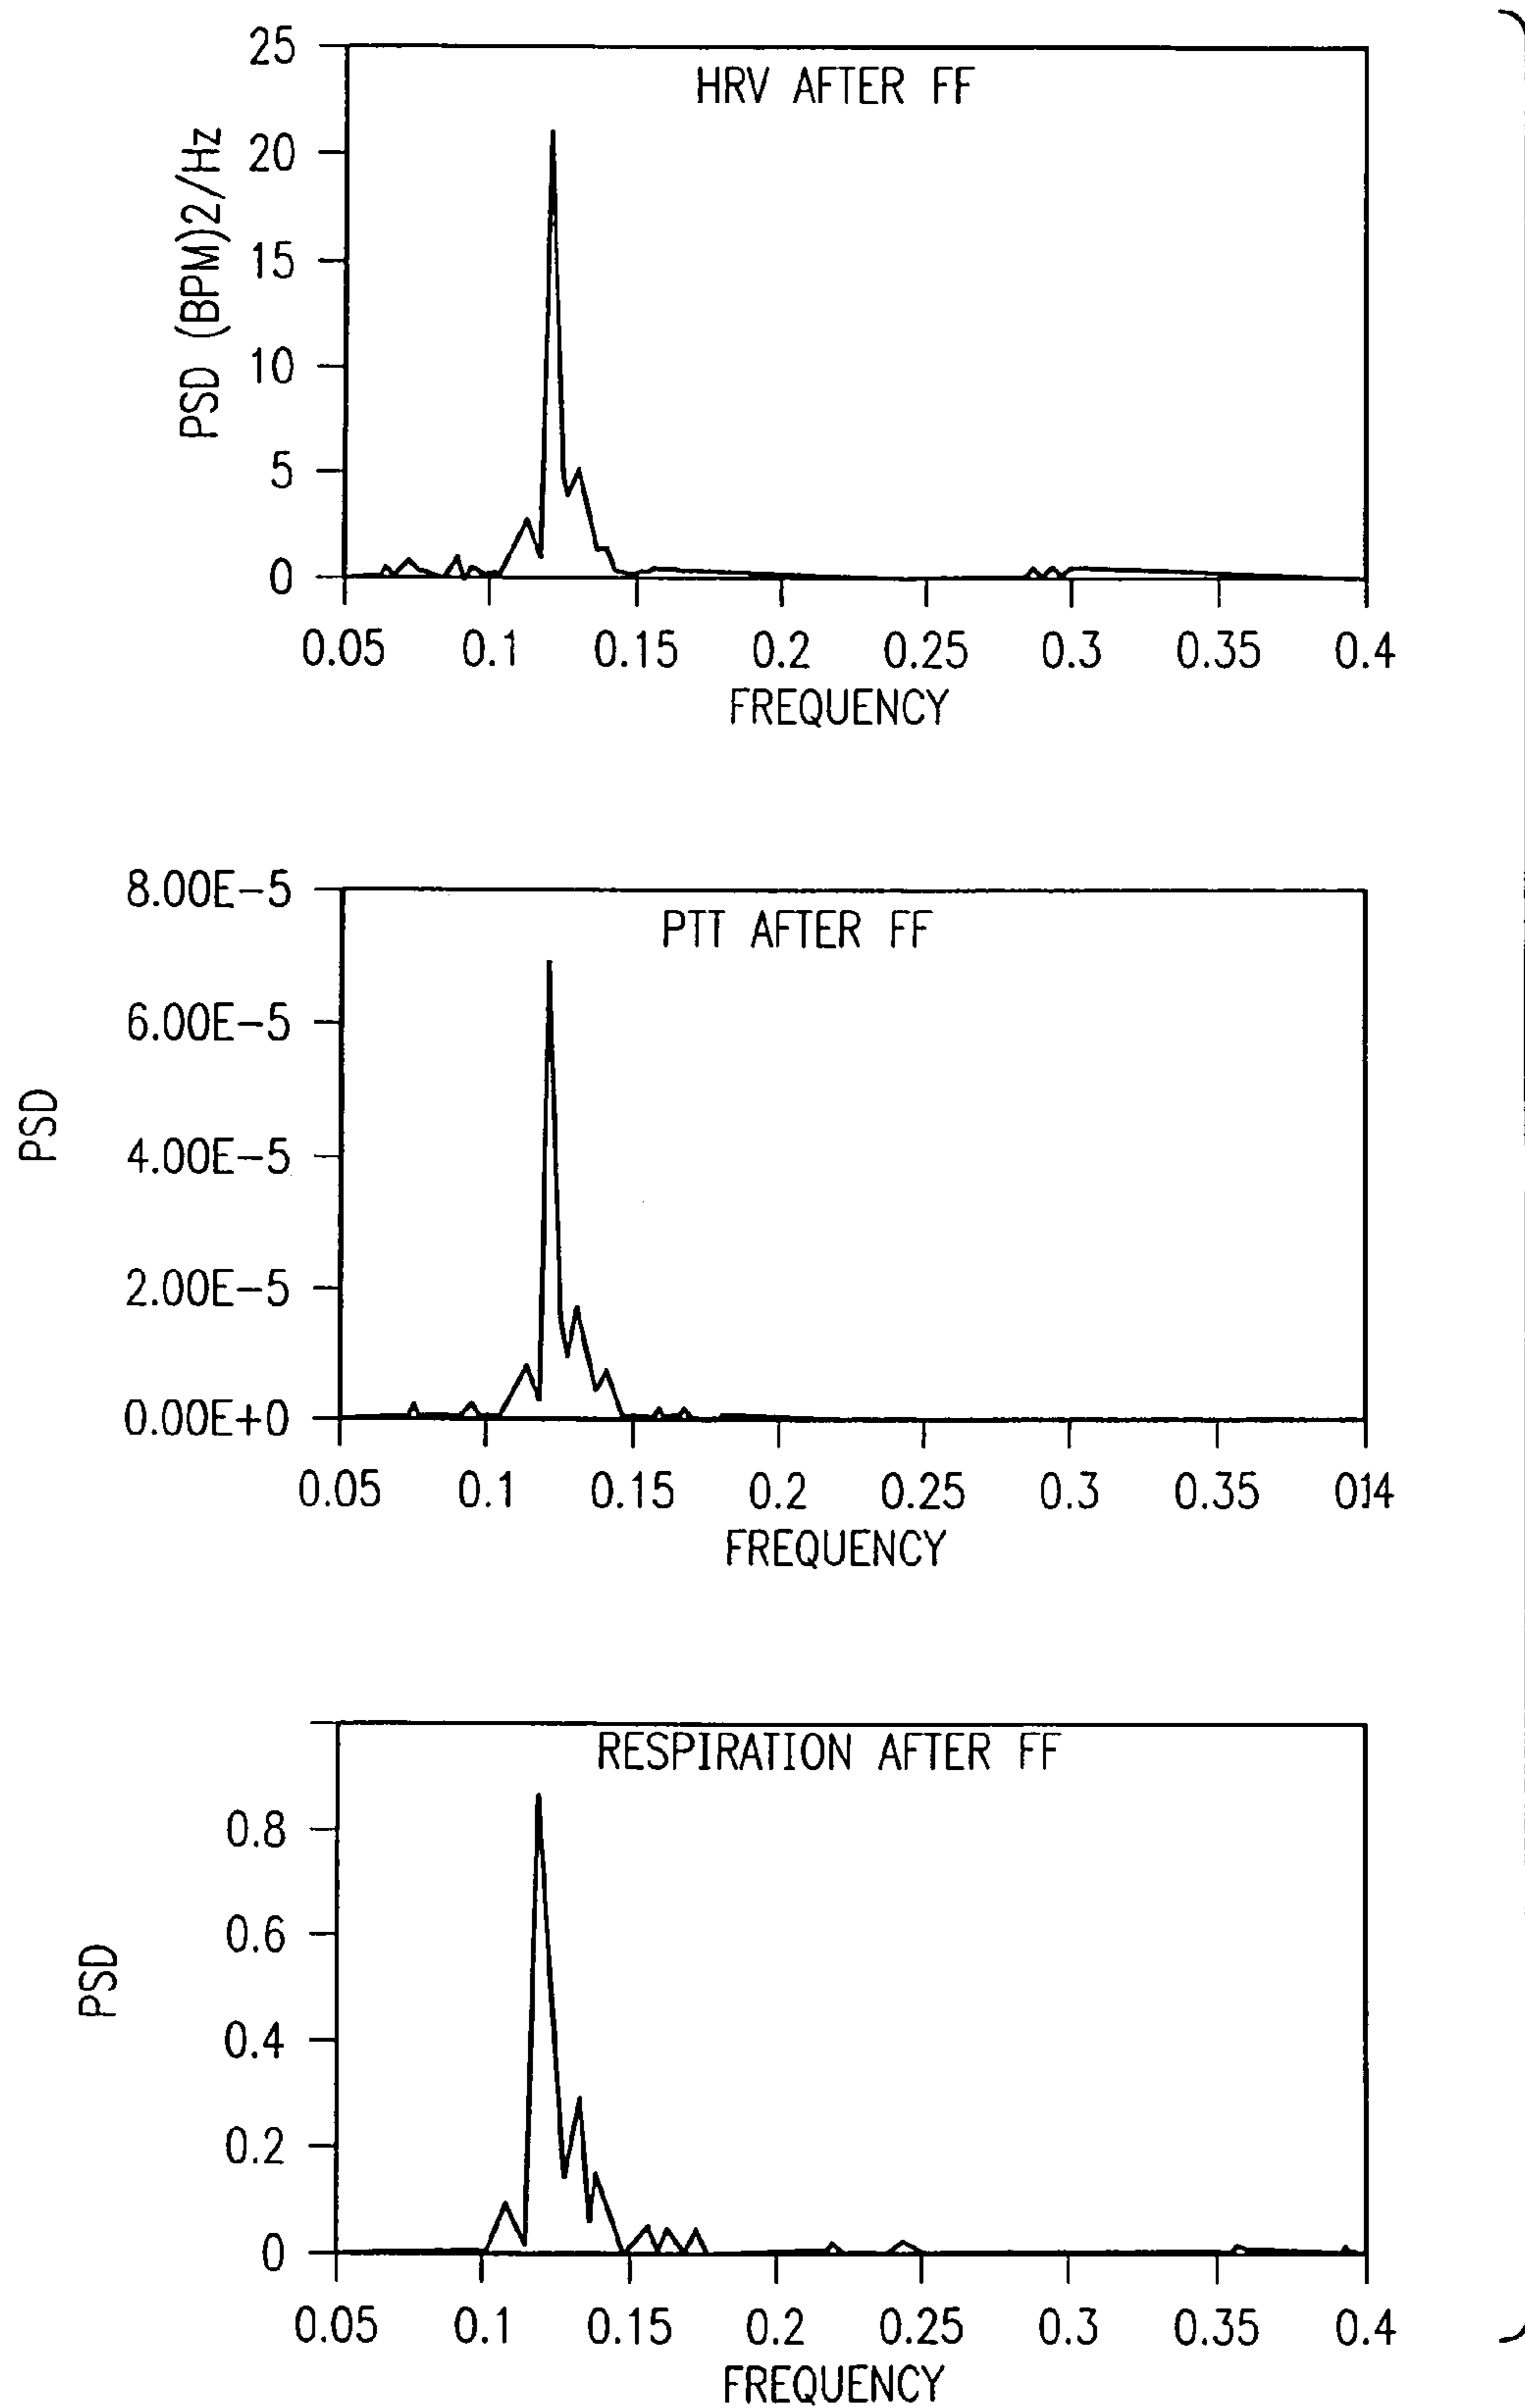 HRV AFTER FF
PSD (BPM)2/Hz
25
20
15
10
5
0
0.05 0.1 0.15 0.2 0.25 0.3 0.35 0.4
FREQUENCY
PTT AFTER FF
PSD
8.00E-5
6.00E-5
4.00E-5
2.00E-5
0.00E+0
0.05 0.1 0.15 0.2 0.25 0.3 0.35 014
FREQUENCY
RESPIRATION AFTER FF
PSD
0.8
0.6
0.4
0.2
0
0.05 0.1 0.15 0.2 0.25 0.3 0.35 0.4
FREQUENCY